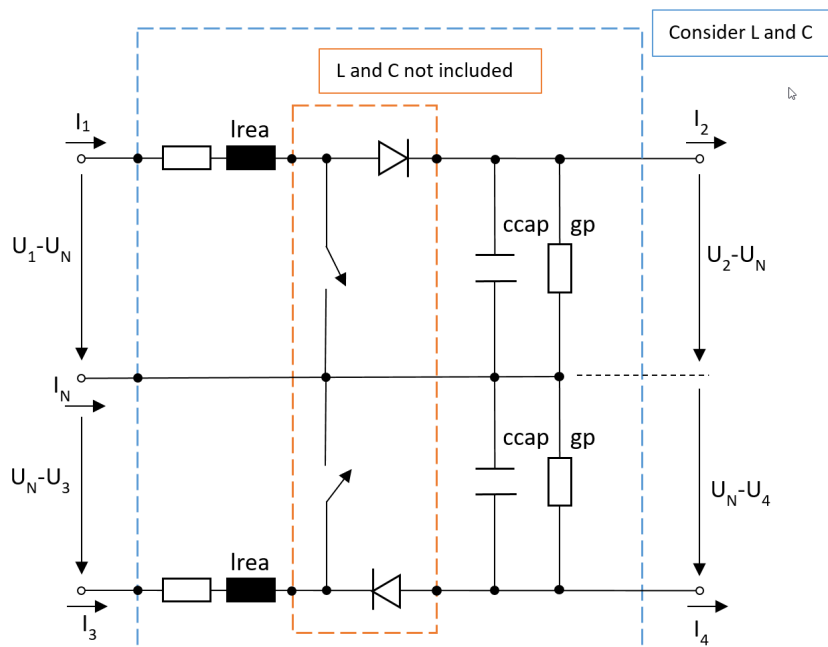 Consider L and C
L and C not included
I1
lrea
I2
U1-UN
ccap
gp
U2-UN
IN
UN-U3
ccap
gp
UN-U4
lrea
I3
I4